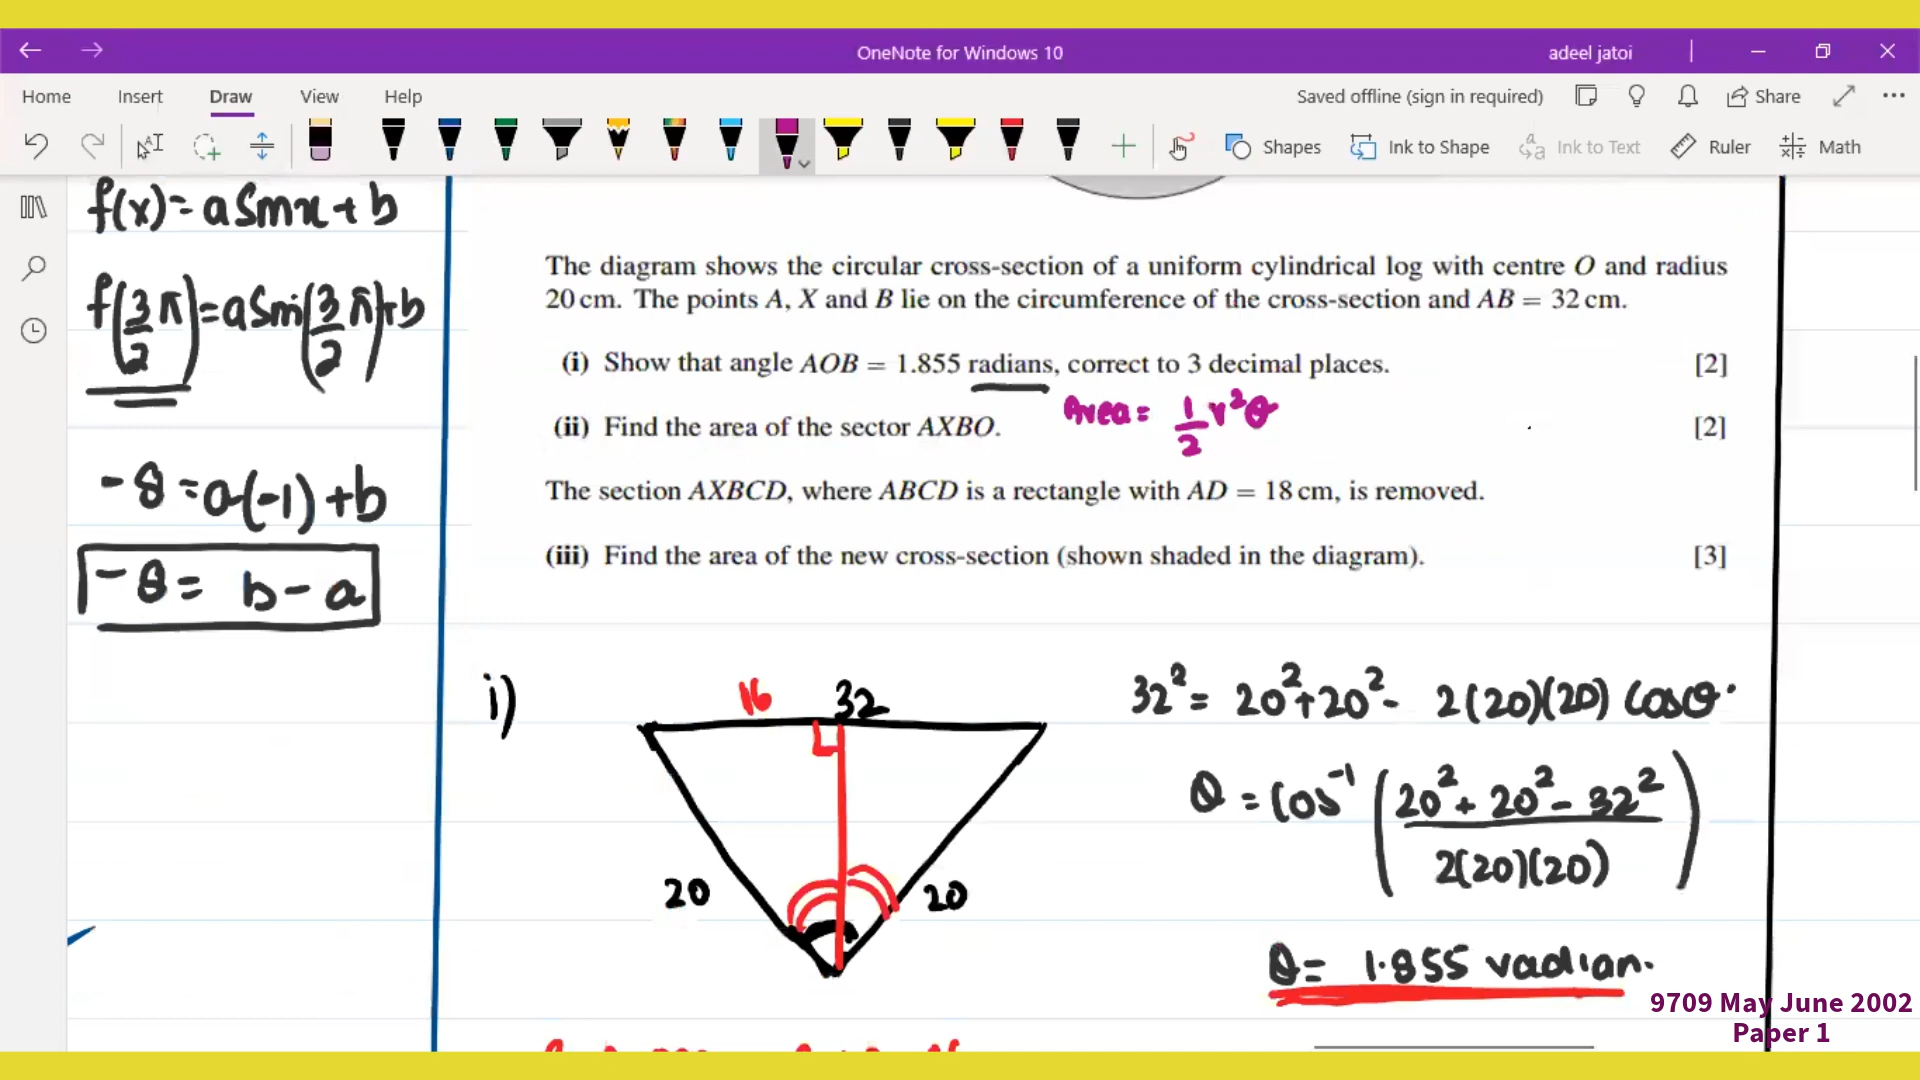 OneNote for Windows 10
adeel jatoi
Home Insert Draw View Help
Saved offline (sign in required)
Share
Shapes
Ink to Shape
Ink to Text
Ruler
Math
f(x) = a Sin x + b
f(3/2 π) = a Sin(3/2 π) + b
-8 = a(-1) + b
-8 = b - a
The diagram shows the circular cross-section of a uniform cylindrical log with centre O and radius
20 cm. The points A, X and B lie on the circumference of the cross-section and AB = 32 cm.
(i) Show that angle AOB = 1.855 radians, correct to 3 decimal places. [2]
Area = 1/2 r²θ
(ii) Find the area of the sector AXBO. [2]
The section AXBCD, where ABCD is a rectangle with AD = 18 cm, is removed.
(iii) Find the area of the new cross-section (shown shaded in the diagram). [3]
i)
16 32
20 20
32² = 20² + 20² - 2(20)(20) cosθ.
θ = cos⁻¹ (20² + 20² - 32² / 2(20)(20))
θ = 1.855 radian.
9709 May June 2002
Paper 1